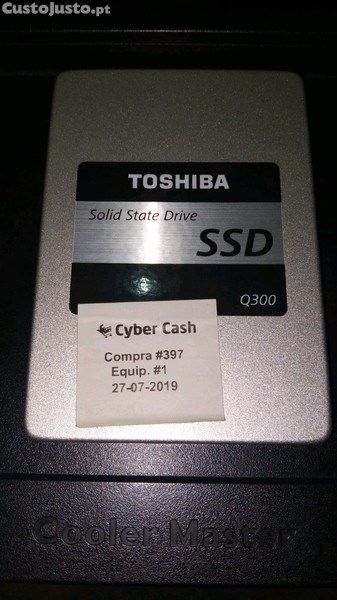 CustoJusto.pt
TOSHIBA
Solid State Drive
SSD
Q300
Cyber Cash
Compra #397
Equip. #1
27-07-2019
Cooler Master